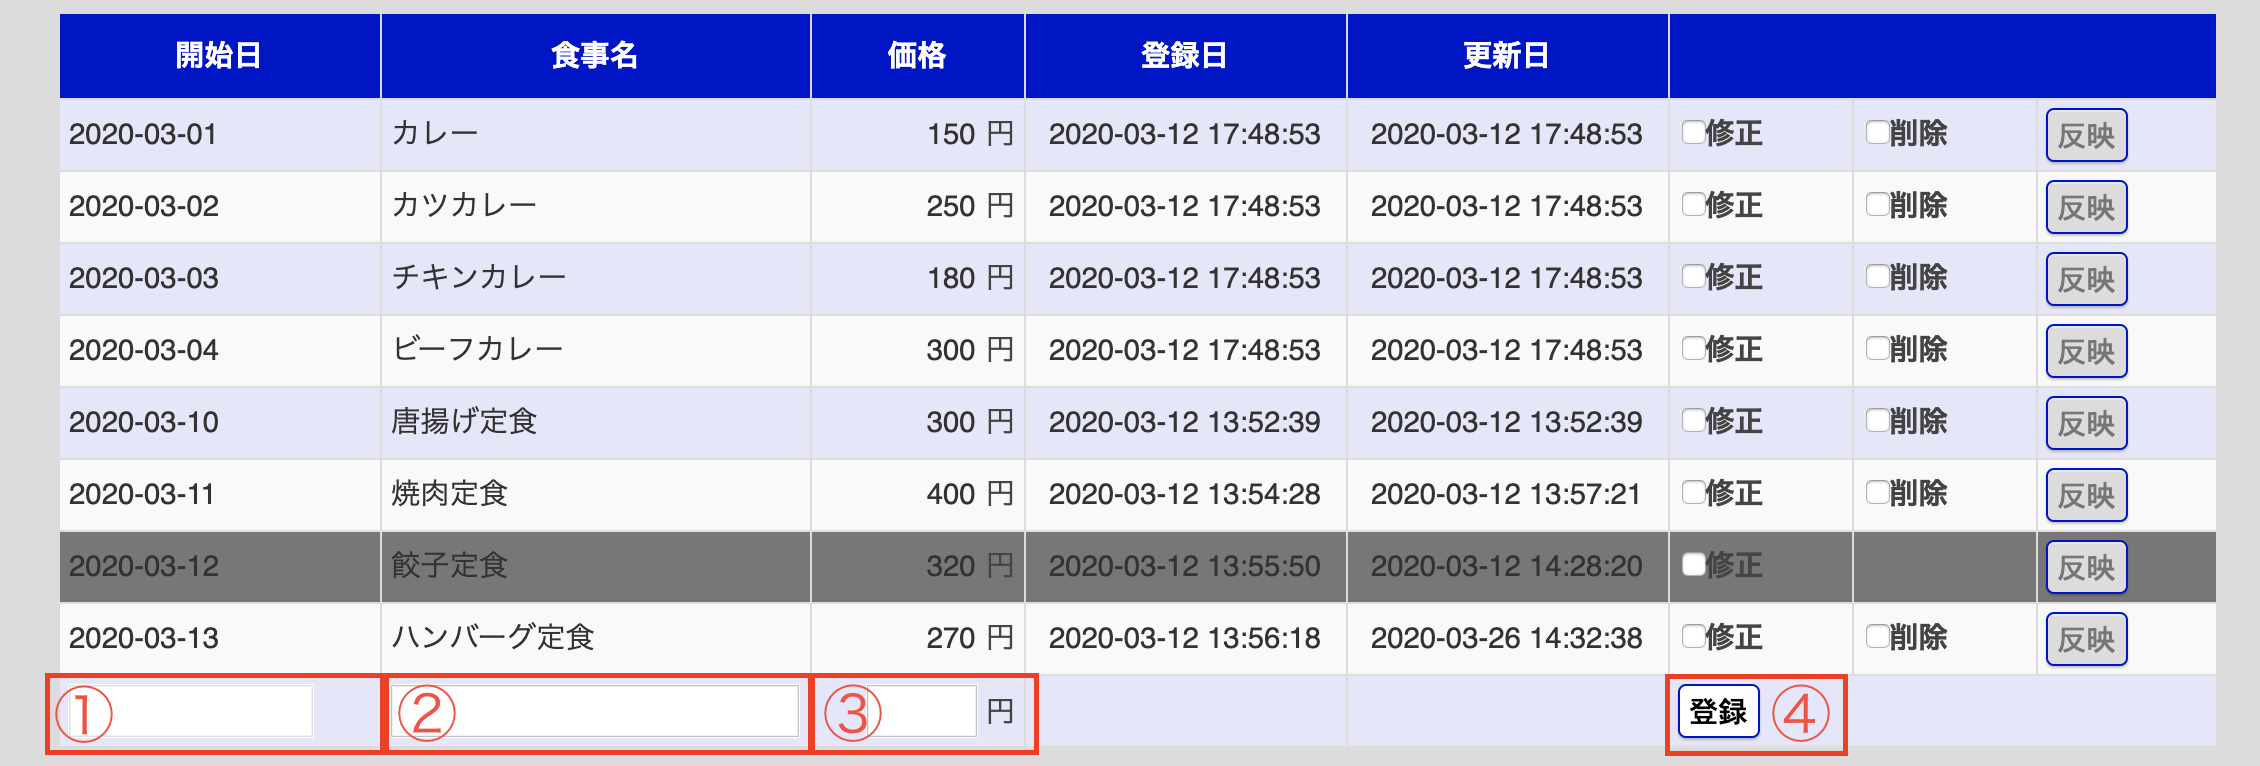 開始日 食事名 価格 登録日 更新日
2020-03-01 カレー 150 円 2020-03-12 17:48:53 2020-03-12 17:48:53 修正 削除 反映
2020-03-02 カツカレー 250 円 2020-03-12 17:48:53 2020-03-12 17:48:53 修正 削除 反映
2020-03-03 チキンカレー 180 円 2020-03-12 17:48:53 2020-03-12 17:48:53 修正 削除 反映
2020-03-04 ビーフカレー 300 円 2020-03-12 17:48:53 2020-03-12 17:48:53 修正 削除 反映
2020-03-10 唐揚げ定食 300 円 2020-03-12 13:52:39 2020-03-12 13:52:39 修正 削除 反映
2020-03-11 焼肉定食 400 円 2020-03-12 13:54:28 2020-03-12 13:57:21 修正 削除 反映
2020-03-12 餃子定食 320 円 2020-03-12 13:55:50 2020-03-12 14:28:20 修正 反映
2020-03-13 ハンバーグ定食 270 円 2020-03-12 13:56:18 2020-03-26 14:32:38 修正 削除 反映
① ② ③ 円 登録 ④